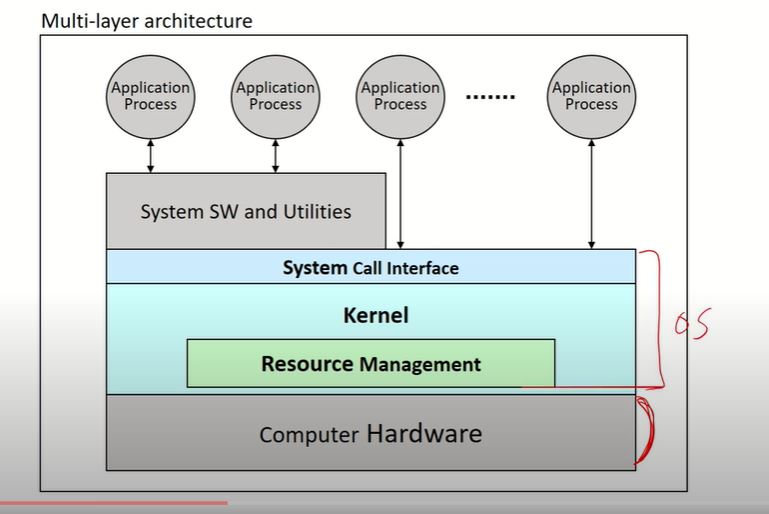 Multi-layer architecture
Application Application Application Application
Process Process Process ....... Process
System SW and Utilities
System Call Interface
Kernel
OS
Resource Management
Computer Hardware